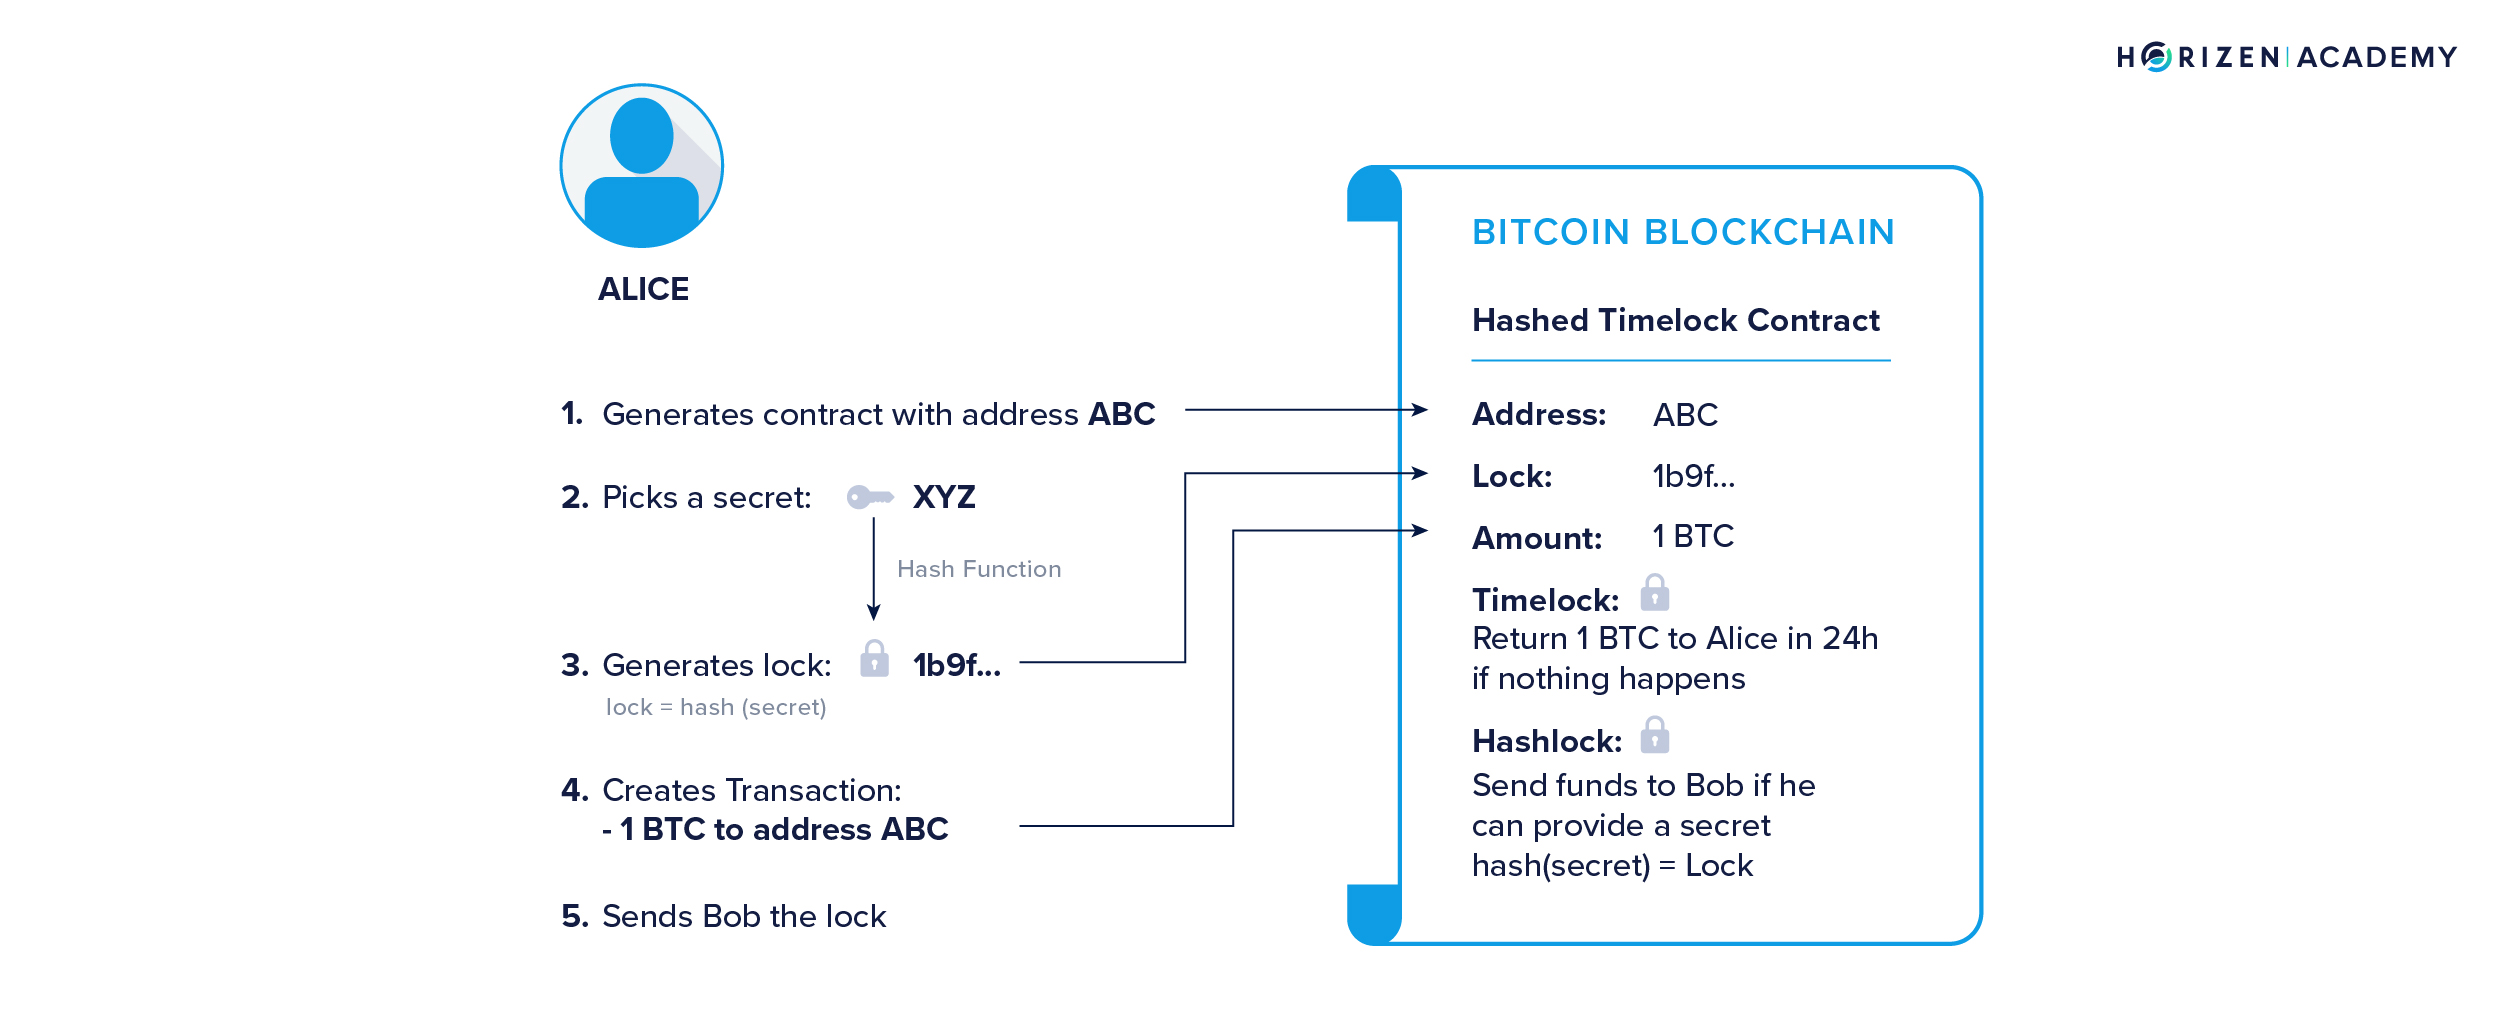 HORIZEN | ACADEMY
ALICE
1. Generates contract with address ABC
2. Picks a secret: XYZ
Hash Function
3. Generates lock: 1b9f...
lock = hash (secret)
4. Creates Transaction:
- 1 BTC to address ABC
5. Sends Bob the lock
BITCOIN BLOCKCHAIN
Hashed Timelock Contract
Address: ABC
Lock: 1b9f...
Amount: 1 BTC
Timelock:
Return 1 BTC to Alice in 24h
if nothing happens
Hashlock:
Send funds to Bob if he
can provide a secret
hash(secret) = Lock